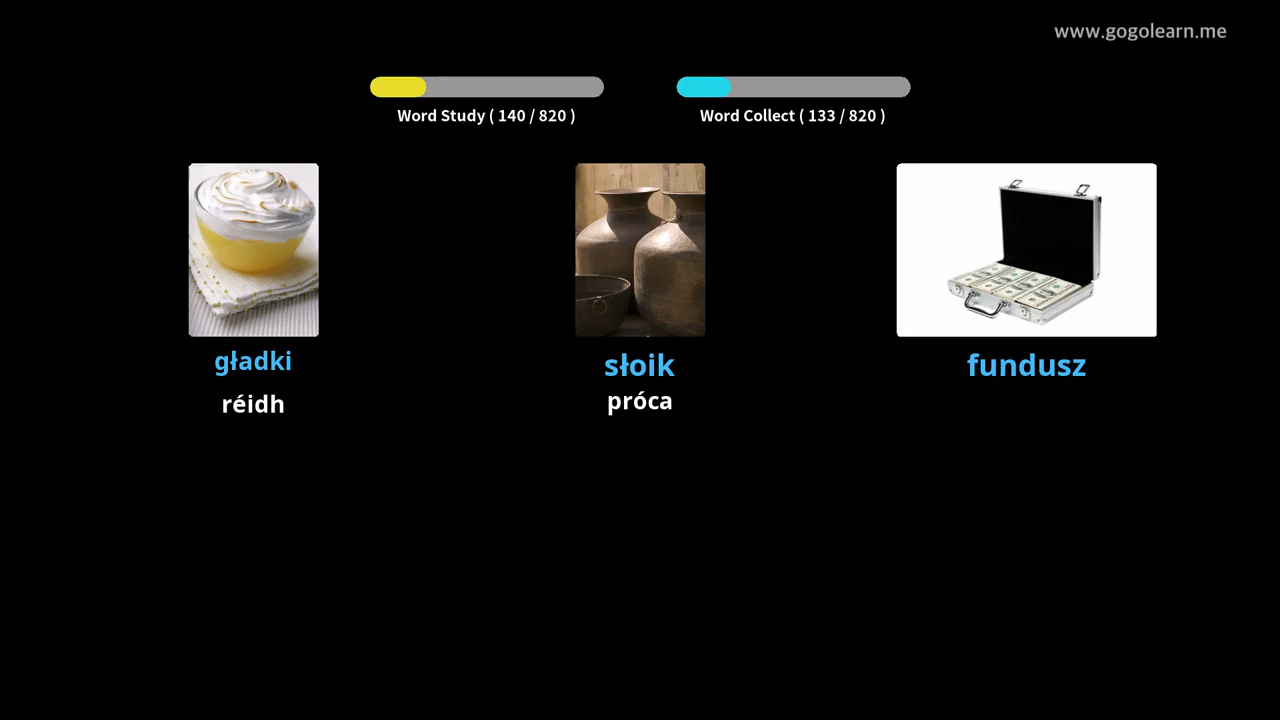 www.gogolearn.me
Word Study ( 140 / 820 )
Word Collect ( 133 / 820 )
gładki
réidh
słoik
próca
fundusz